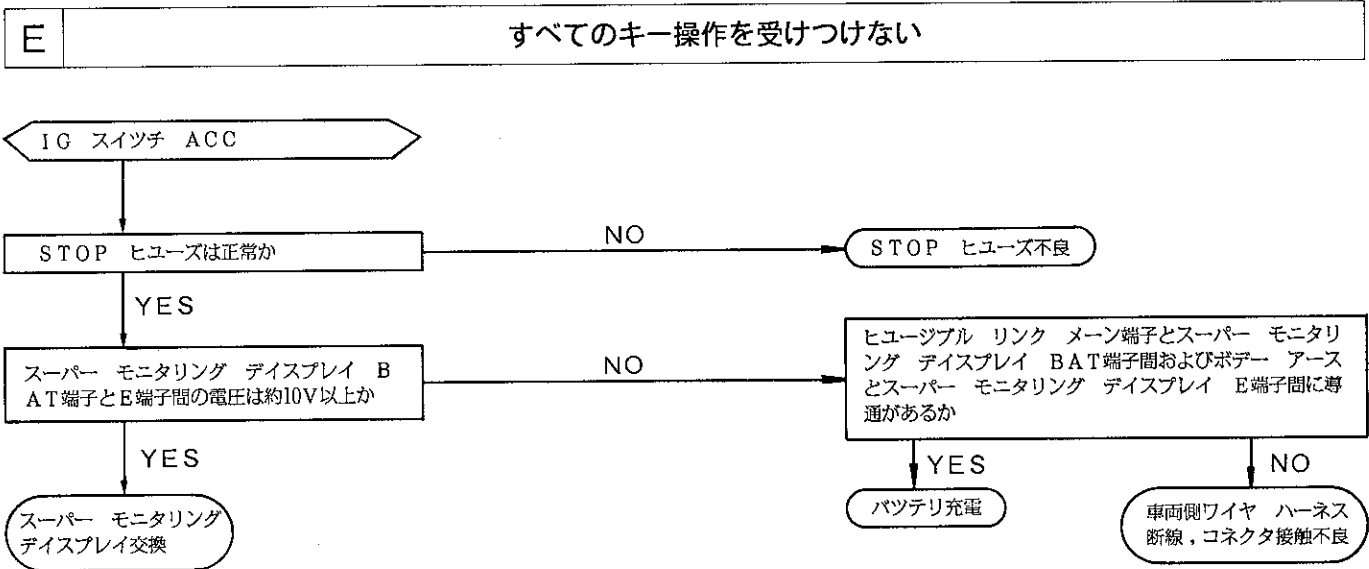 E
すべてのキー操作を受けつけない
IG スイツチ ACC
STOP ヒユーズは正常か
NO
STOP ヒユーズ不良
YES
スーパー モニタリング デイスプレイ B
AT端子とE端子間の電圧は約10V以上か
NO
ヒユージブル リンク メーン端子とスーパー モニタリ
ング デイスプレイ BAT端子間およびボデー アース
とスーパー モニタリング デイスプレイ E端子間に導
通があるか
YES
スーパー モニタリング
デイスプレイ交換
YES
バツテリ充電
NO
車両側ワイヤ ハーネス
断線,コネクタ接触不良